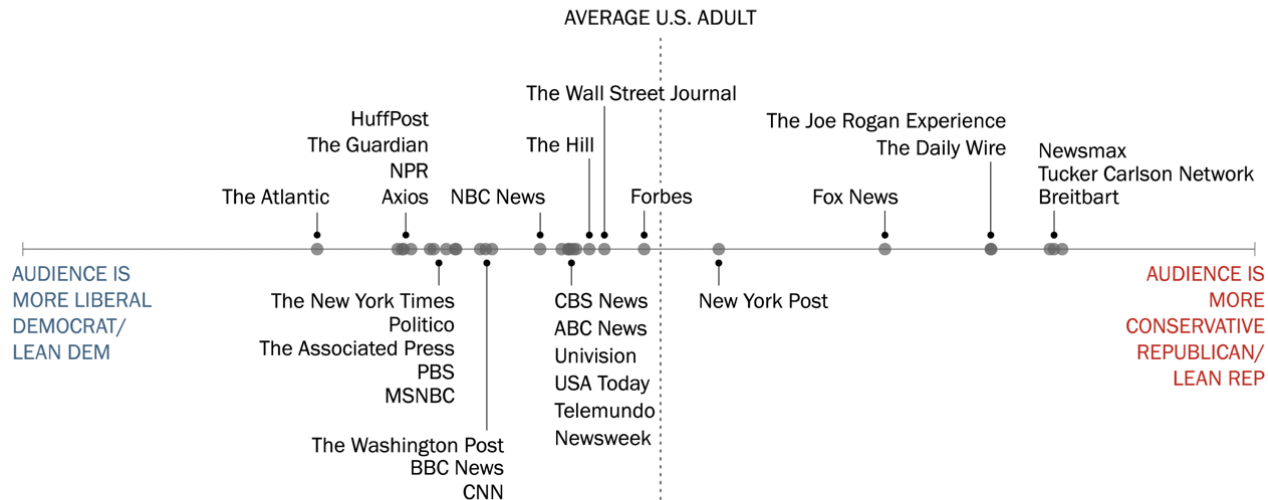 AVERAGE U.S. ADULT
The Wall Street Journal
HuffPost
The Guardian
NPR
Axios
The Atlantic
NBC News
The Hill
Forbes
The Joe Rogan Experience
The Daily Wire
Fox News
Newsmax
Tucker Carlson Network
Breitbart
AUDIENCE IS
MORE LIBERAL
DEMOCRAT/
LEAN DEM
The New York Times
Politico
The Associated Press
PBS
MSNBC
The Washington Post
BBC News
CNN
CBS News
ABC News
Univision
USA Today
Telemundo
Newsweek
New York Post
AUDIENCE IS
MORE
CONSERVATIVE
REPUBLICAN/
LEAN REP